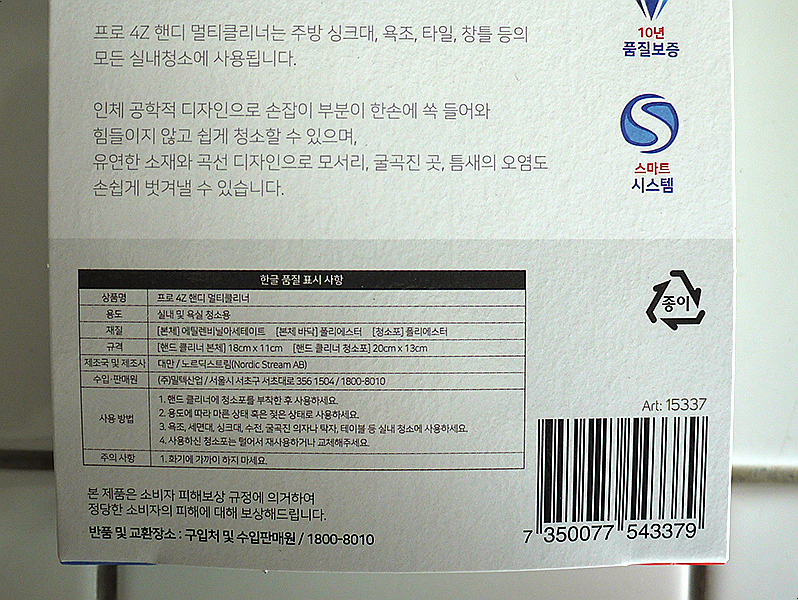 프로 4Z 핸디 멀티클리너는 주방 싱크대, 욕조, 타일, 창틀 등의
모든 실내청소에 사용됩니다.
인체 공학적 디자인으로 손잡이 부분이 한손에 쏙 들어와
힘들이지 않고 쉽게 청소할 수 있으며,
유연한 소재와 곡선 디자인으로 모서리, 굴곡진 곳, 틈새의 오염도
손쉽게 벗겨낼 수 있습니다.
10년
품질보증
스마트
시스템
한글 품질 표시 사항
상품명 프로 4Z 핸디 멀티클리너
용도 실내 및 욕실 청소용
재질 [본체] 에틸렌비닐아세테이트 [본체 바닥] 폴리에스터 [청소포] 폴리에스터
규격 [핸드 클리너 본체] 18cm x 11cm [핸드 클리너 청소포] 20cm x 13cm
제조국 및 제조사 대만 / 노르딕스트림(Nordic Stream AB)
수입·판매원 (주)밀텍산업 / 서울시 서초구 서초대로 356 1504 / 1800-8010
사용 방법
1. 핸드 클리너에 청소포를 부착한 후 사용하세요.
2. 용도에 따라 마른 상태 혹은 젖은 상태로 사용하세요.
3. 욕조, 세면대, 싱크대, 수전, 굴곡진 의자나 탁자, 테이블 등 실내 청소에 사용하세요.
4. 사용하신 청소포는 털어서 재사용하거나 교체해주세요.
주의 사항 1. 화기에 가까이 하지 마세요.
종이
Art: 15337
7 350077 543379
본 제품은 소비자 피해보상 규정에 의거하여
정당한 소비자의 피해에 대해 보상해드립니다.
반품 및 교환장소 : 구입처 및 수입판매원 / 1800-8010